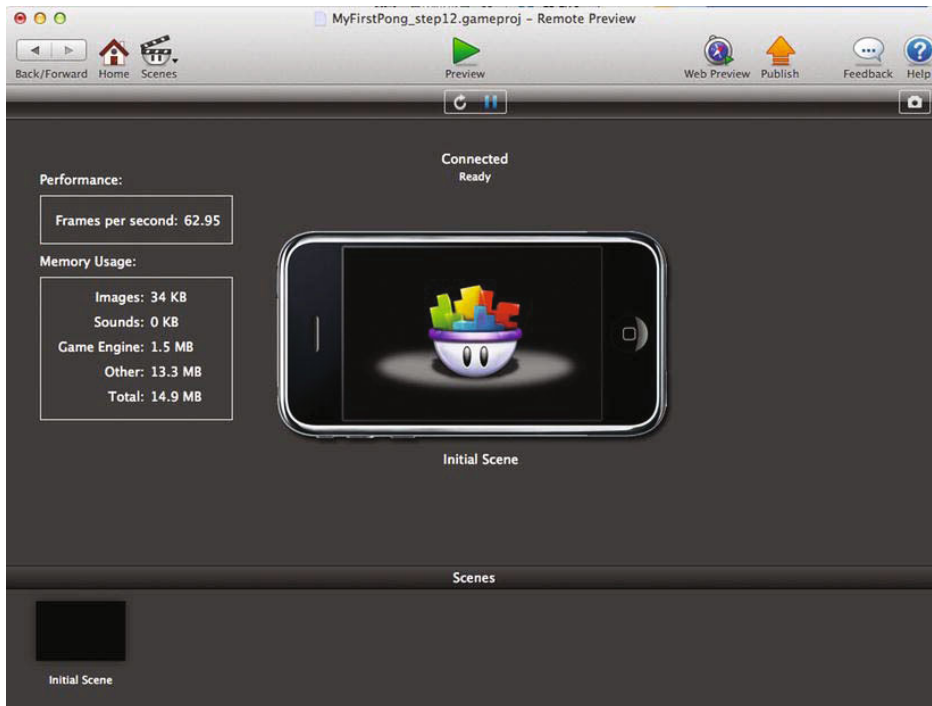 MyFirstPong_step12.gameproj – Remote Preview
Back/Forward Home Scenes Preview Web Preview Publish Feedback Help
Connected
Ready
Performance:
Frames per second: 62.95
Memory Usage:
Images: 34 KB
Sounds: 0 KB
Game Engine: 1.5 MB
Other: 13.3 MB
Total: 14.9 MB
Initial Scene
Scenes
Initial Scene